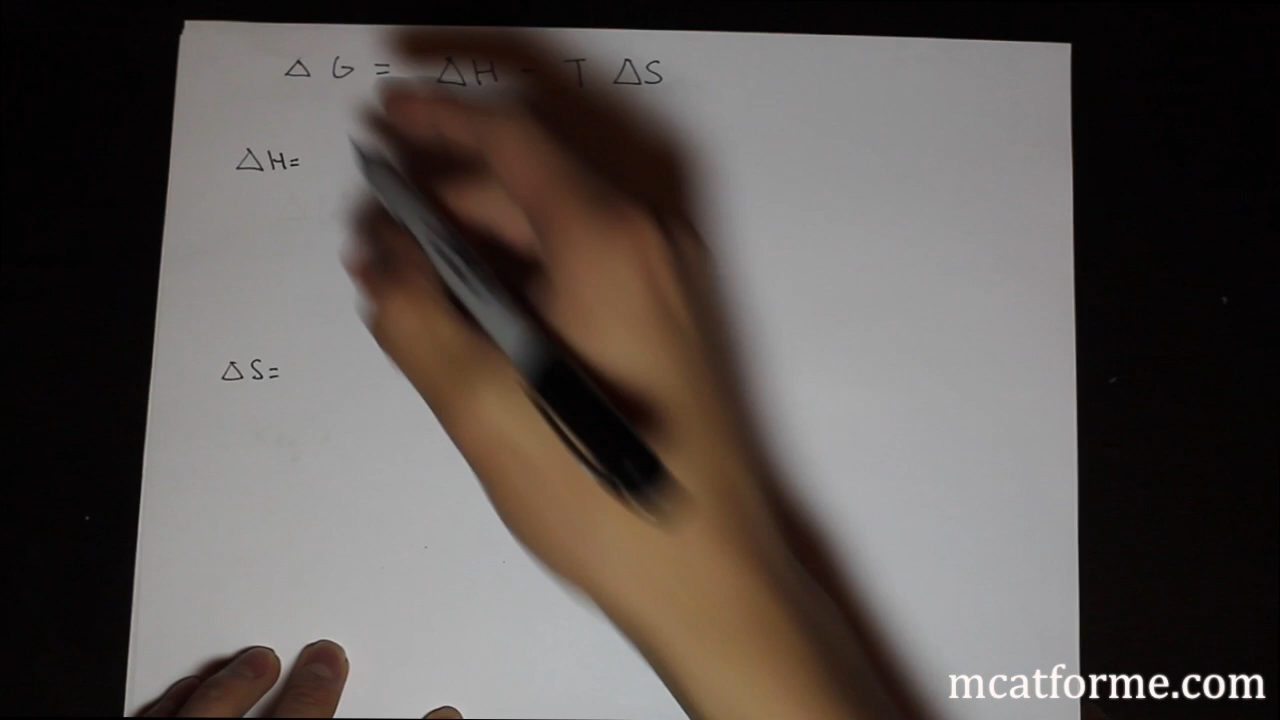 Δ G = ΔH - T ΔS
ΔH=
ΔS=
mcatforme.com